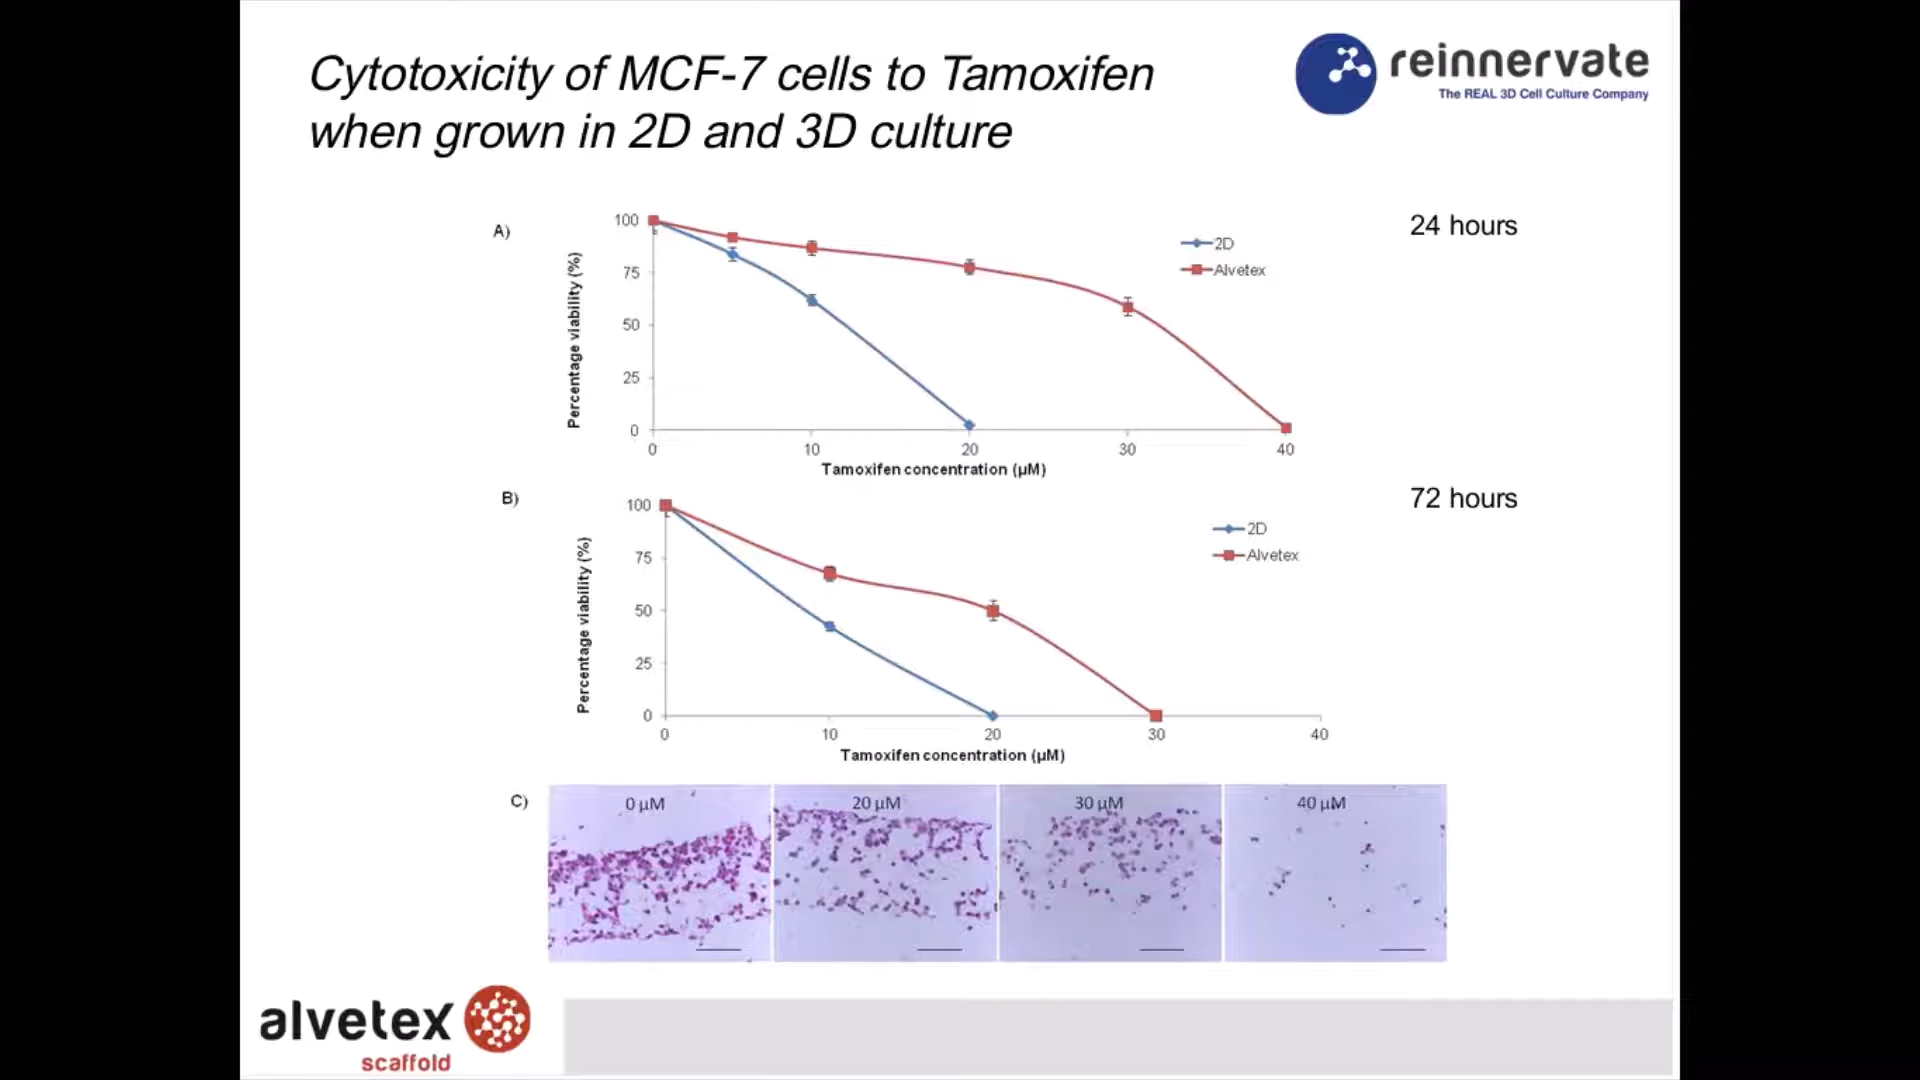 Cytotoxicity of MCF-7 cells to Tamoxifen
when grown in 2D and 3D culture
reinnervate
The REAL 3D Cell Culture Company
A)
24 hours
Percentage viability (%)
100
75
50
25
0
0 10 20 30 40
Tamoxifen concentration (µM)
2D
Alvetex
B)
72 hours
Percentage viability (%)
100
75
50
25
0
0 10 20 30 40
Tamoxifen concentration (µM)
2D
Alvetex
C)
0 µM 20 µM 30 µM 40 µM
alvetex
scaffold